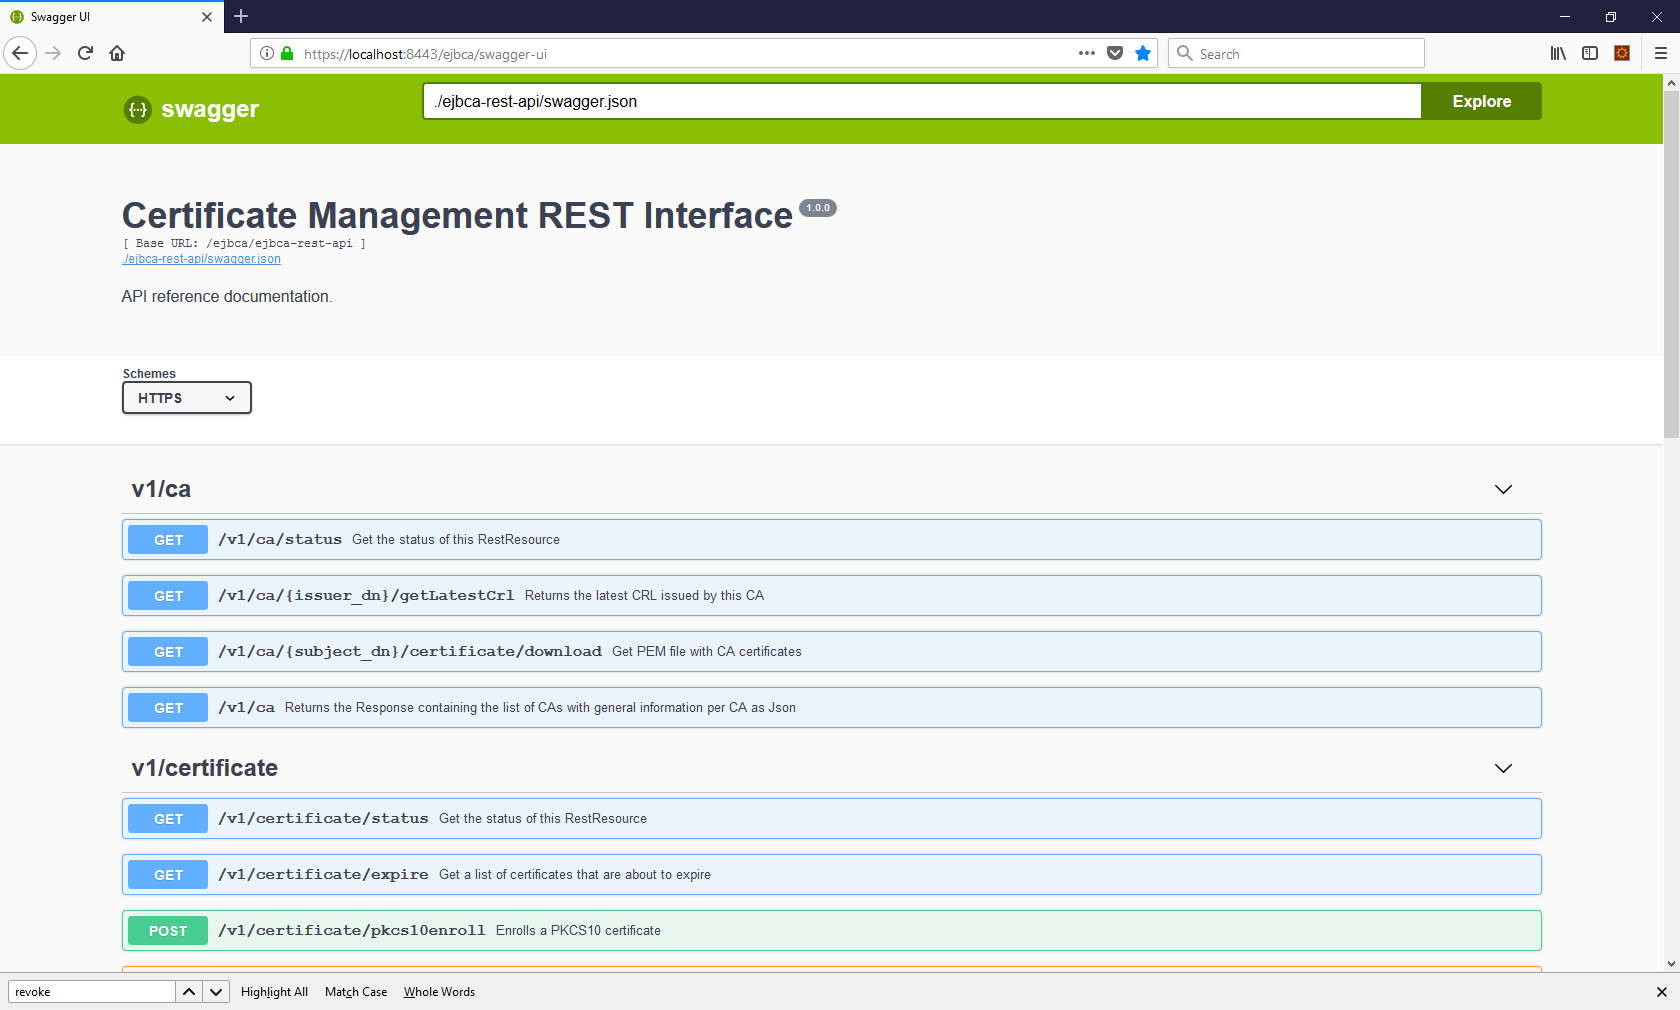 Swagger UI
https://localhost:8443/ejbca/swagger-ui
Search
{···} swagger
./ejbca-rest-api/swagger.json
Explore
Certificate Management REST Interface 1.0.0
[ Base URL: /ejbca/ejbca-rest-api ]
./ejbca-rest-api/swagger.json
API reference documentation.
Schemes
HTTPS
v1/ca
GET /v1/ca/status Get the status of this RestResource
GET /v1/ca/{issuer_dn}/getLatestCrl Returns the latest CRL issued by this CA
GET /v1/ca/{subject_dn}/certificate/download Get PEM file with CA certificates
GET /v1/ca Returns the Response containing the list of CAs with general information per CA as Json
v1/certificate
GET /v1/certificate/status Get the status of this RestResource
GET /v1/certificate/expire Get a list of certificates that are about to expire
POST /v1/certificate/pkcs10enroll Enrolls a PKCS10 certificate
revoke
Highlight All Match Case Whole Words